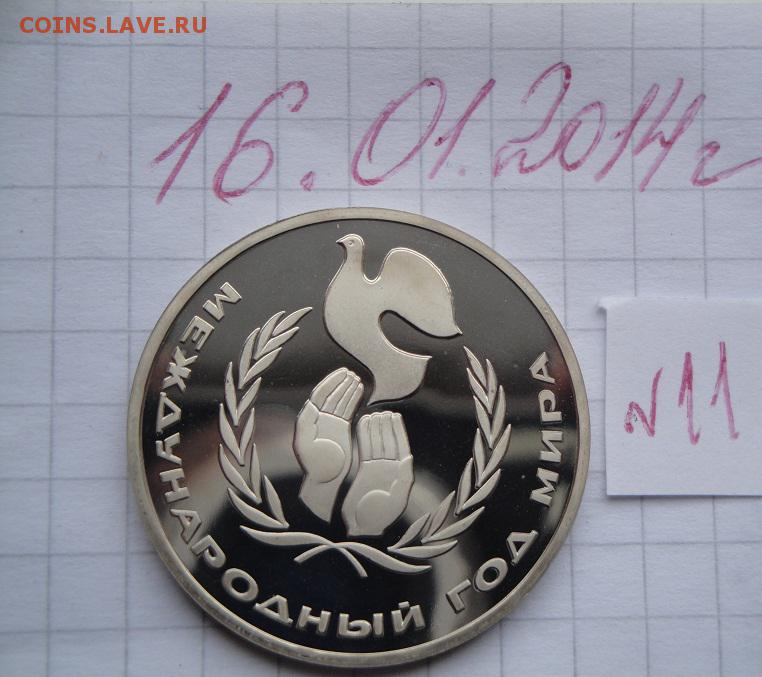 COINS.LAVE.RU
16.01.2014г
№11
МЕЖДУНАРОДНЫЙ ГОД МИРА